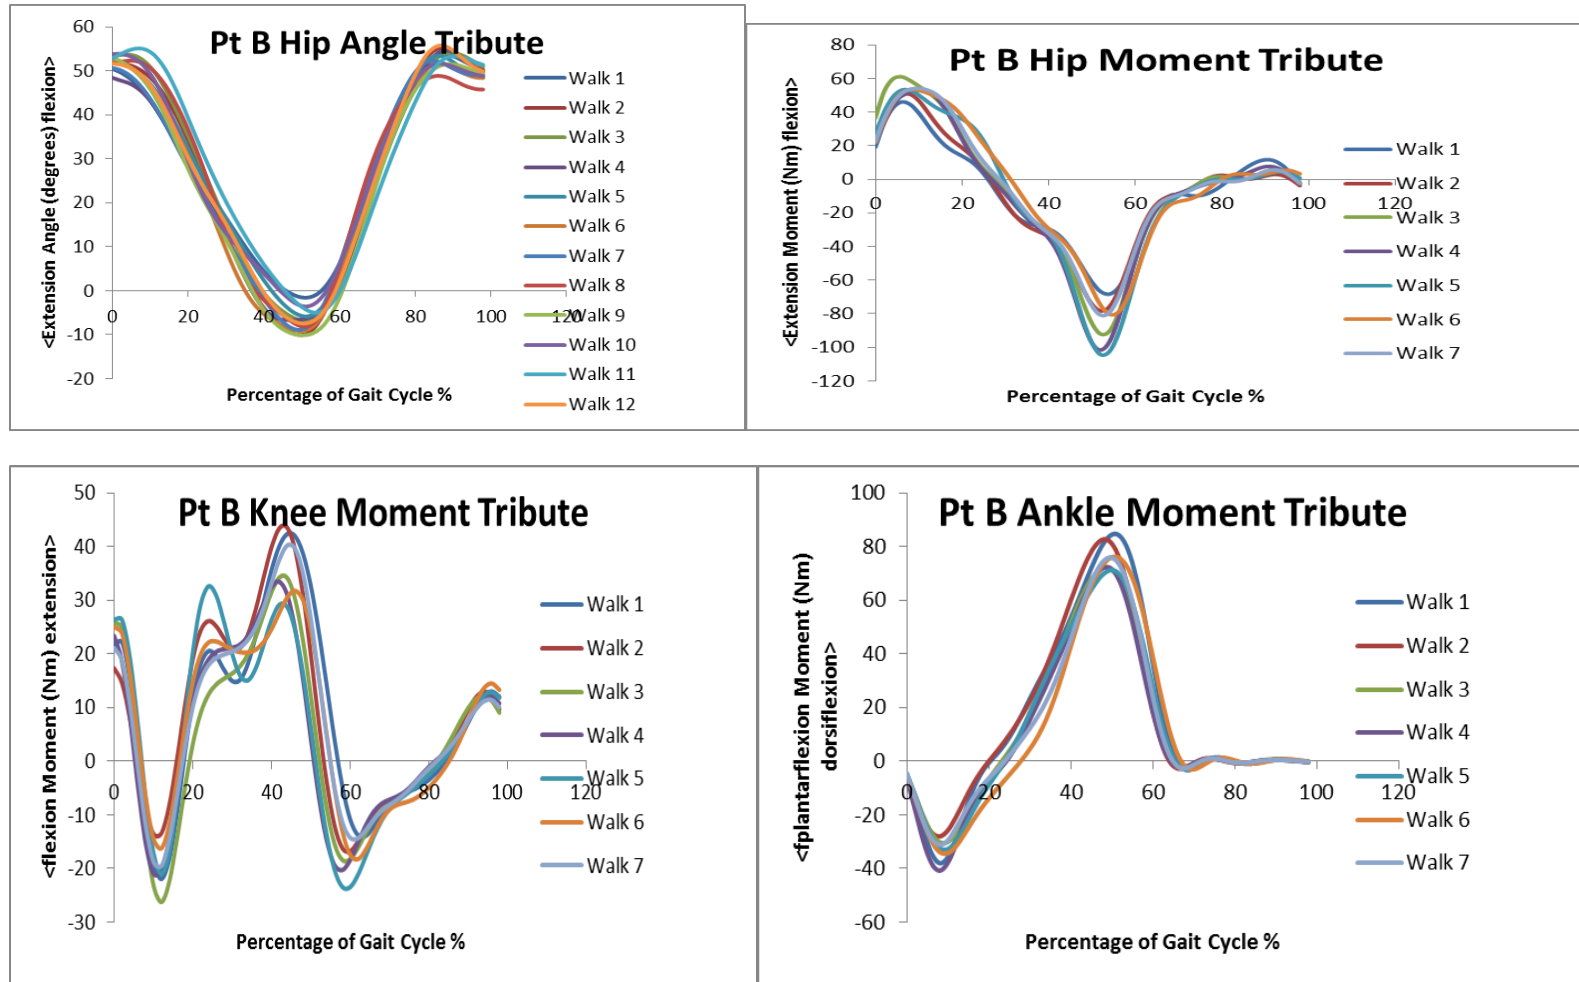 Pt B Hip Angle Tribute
<Extension Angle (degrees) flexion>
60
50
40
30
20
10
0
-10
-20
0 20 40 60 80 100 120
Percentage of Gait Cycle %
Walk 1
Walk 2
Walk 3
Walk 4
Walk 5
Walk 6
Walk 7
Walk 8
Walk 9
Walk 10
Walk 11
Walk 12
Pt B Hip Moment Tribute
<Extension Moment (Nm) flexion>
80
60
40
20
0
-20
-40
-60
-80
-100
-120
0 20 40 60 80 100 120
Percentage of Gait Cycle %
Walk 1
Walk 2
Walk 3
Walk 4
Walk 5
Walk 6
Walk 7
Pt B Knee Moment Tribute
<flexion Moment (Nm) extension>
50
40
30
20
10
0
-10
-20
-30
0 20 40 60 80 100 120
Percentage of Gait Cycle %
Walk 1
Walk 2
Walk 3
Walk 4
Walk 5
Walk 6
Walk 7
Pt B Ankle Moment Tribute
<fplantarflexion Moment (Nm)
dorsiflexion>
100
80
60
40
20
0
-20
-40
-60
0 20 40 60 80 100 120
Percentage of Gait Cycle %
Walk 1
Walk 2
Walk 3
Walk 4
Walk 5
Walk 6
Walk 7